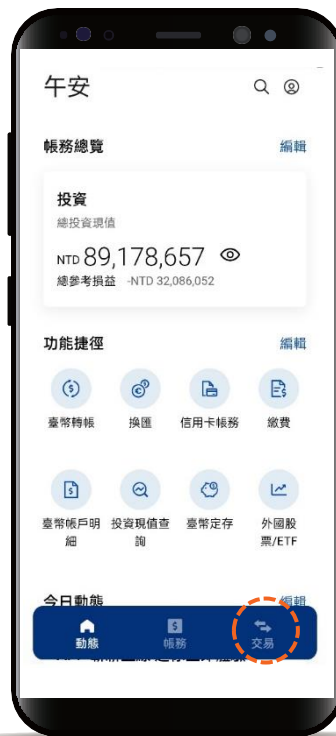 午安
帳務總覽 編輯
投資
總投資現值
NTD 89,178,657
總參考損益 -NTD 32,086,052
功能捷徑 編輯
臺幣轉帳 換匯 信用卡帳務 繳費
臺幣帳戶明細 投資現值查詢 臺幣定存 外國股票/ETF
今日動態 編輯
動態 帳務 交易